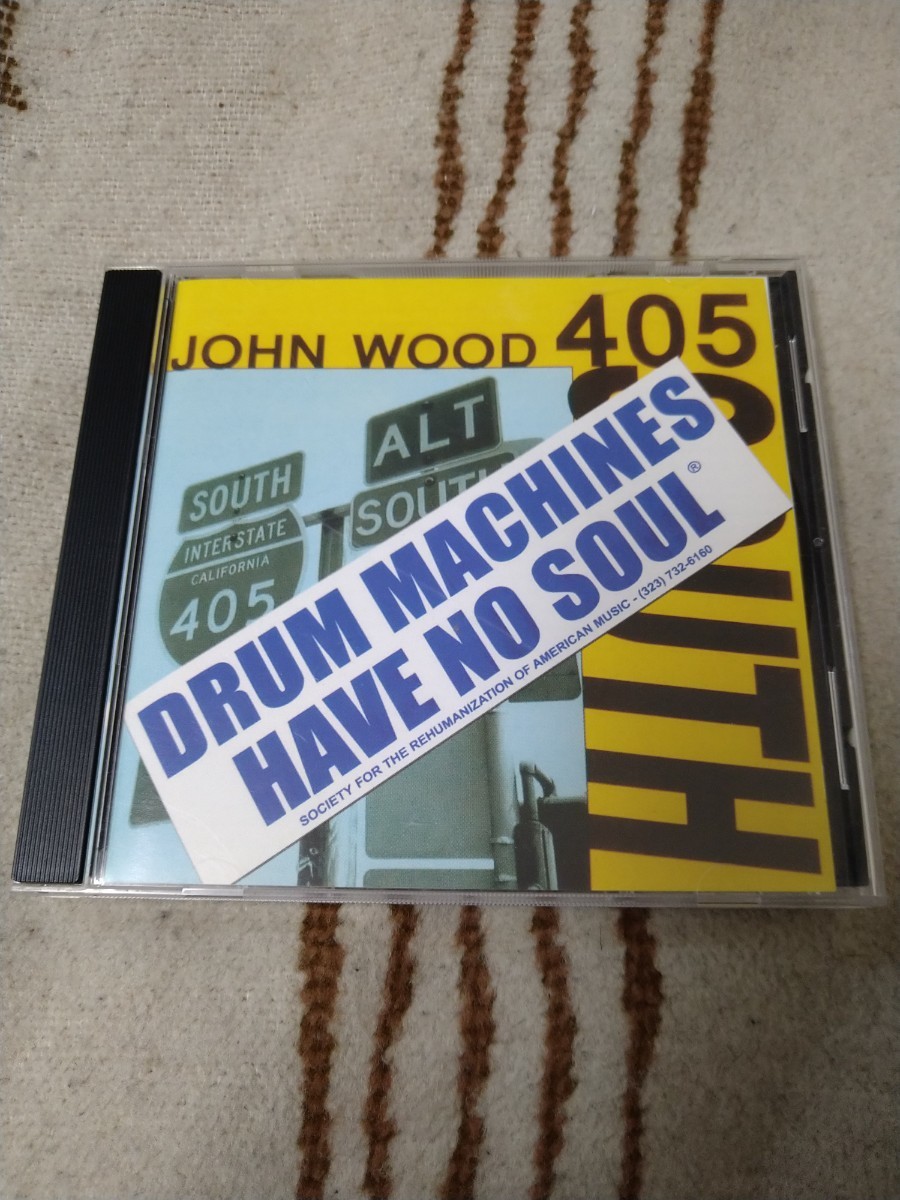 JOHN WOOD 405
SOUTH
ALT
SOUTH
SOUTH
INTERSTATE
CALIFORNIA
405
DRUM MACHINES
HAVE NO SOUL®
SOCIETY FOR THE REHUMANIZATION OF AMERICAN MUSIC - (323) 732-6160